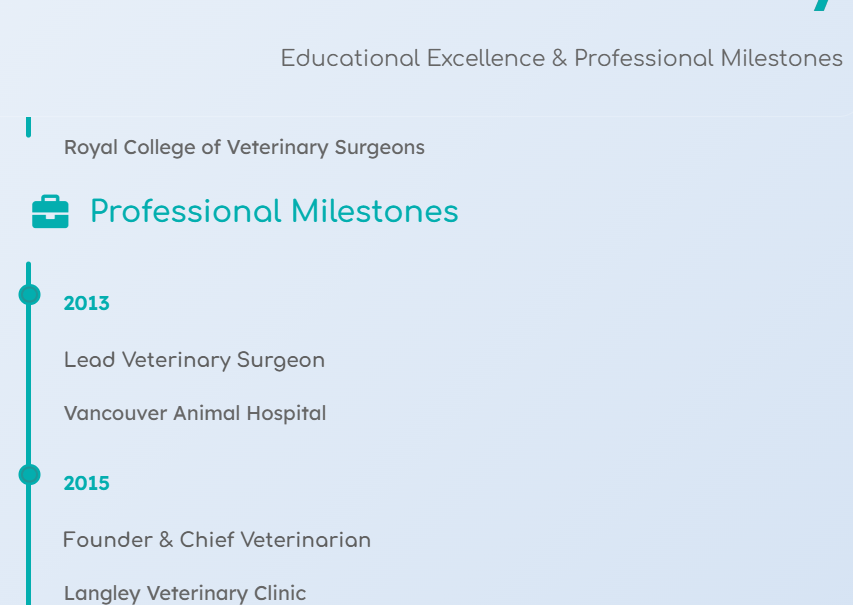 Educational Excellence & Professional Milestones
Royal College of Veterinary Surgeons
Professional Milestones
2013
Lead Veterinary Surgeon
Vancouver Animal Hospital
2015
Founder & Chief Veterinarian
Langley Veterinary Clinic